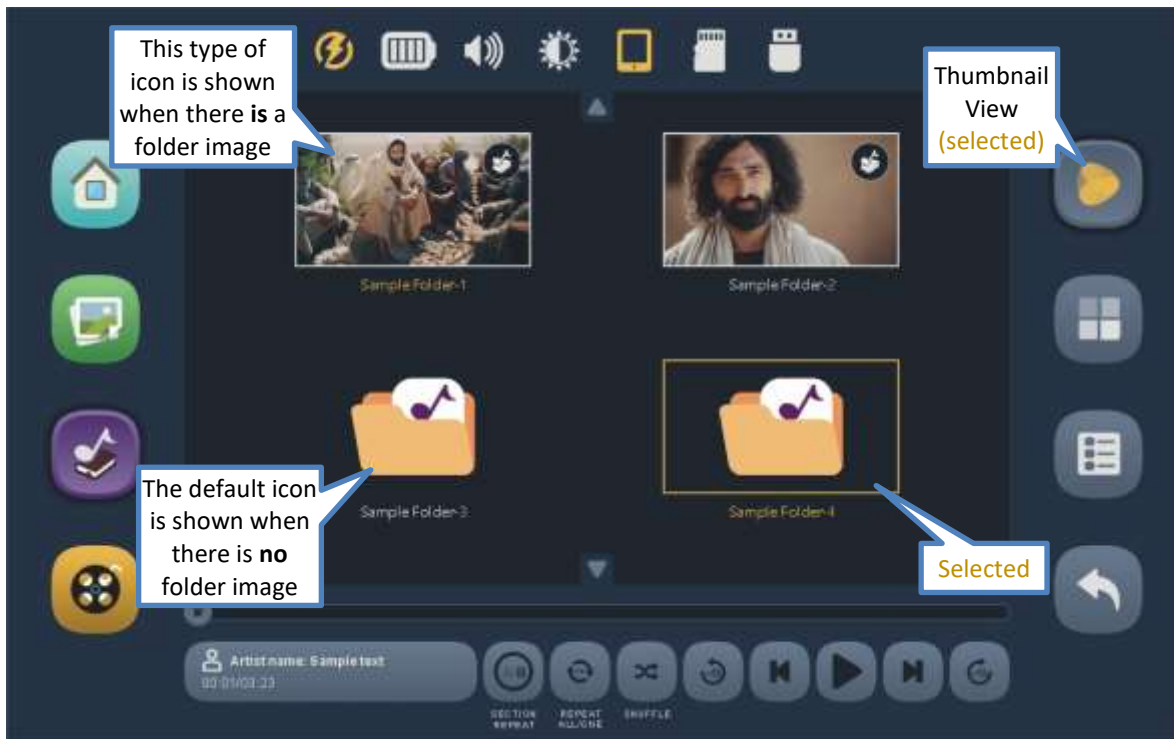 This type of
icon is shown
when there is a
folder image
Thumbnail
View
(selected)
Sample Folder-1
Sample Folder-2
The default icon
is shown when
there is no
folder image
Sample Folder-3
Sample Folder-4
Selected
Artist name: Sample text
00:01/03:23
SECTION
REPEAT
REPEAT
ALL/ONE
SHUFFLE